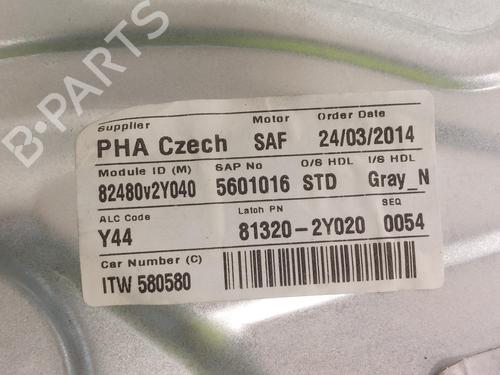 B-PARTS
Supplier Motor Order Date
PHA Czech SAF 24/03/2014
Module ID (M) SAP No O/S HDL I/S HDL
82480v2Y040 5601016 STD Gray_N
ALC Code Latch PN SEQ
Y44 81320-2Y020 0054
Car Number (C)
ITW 580580